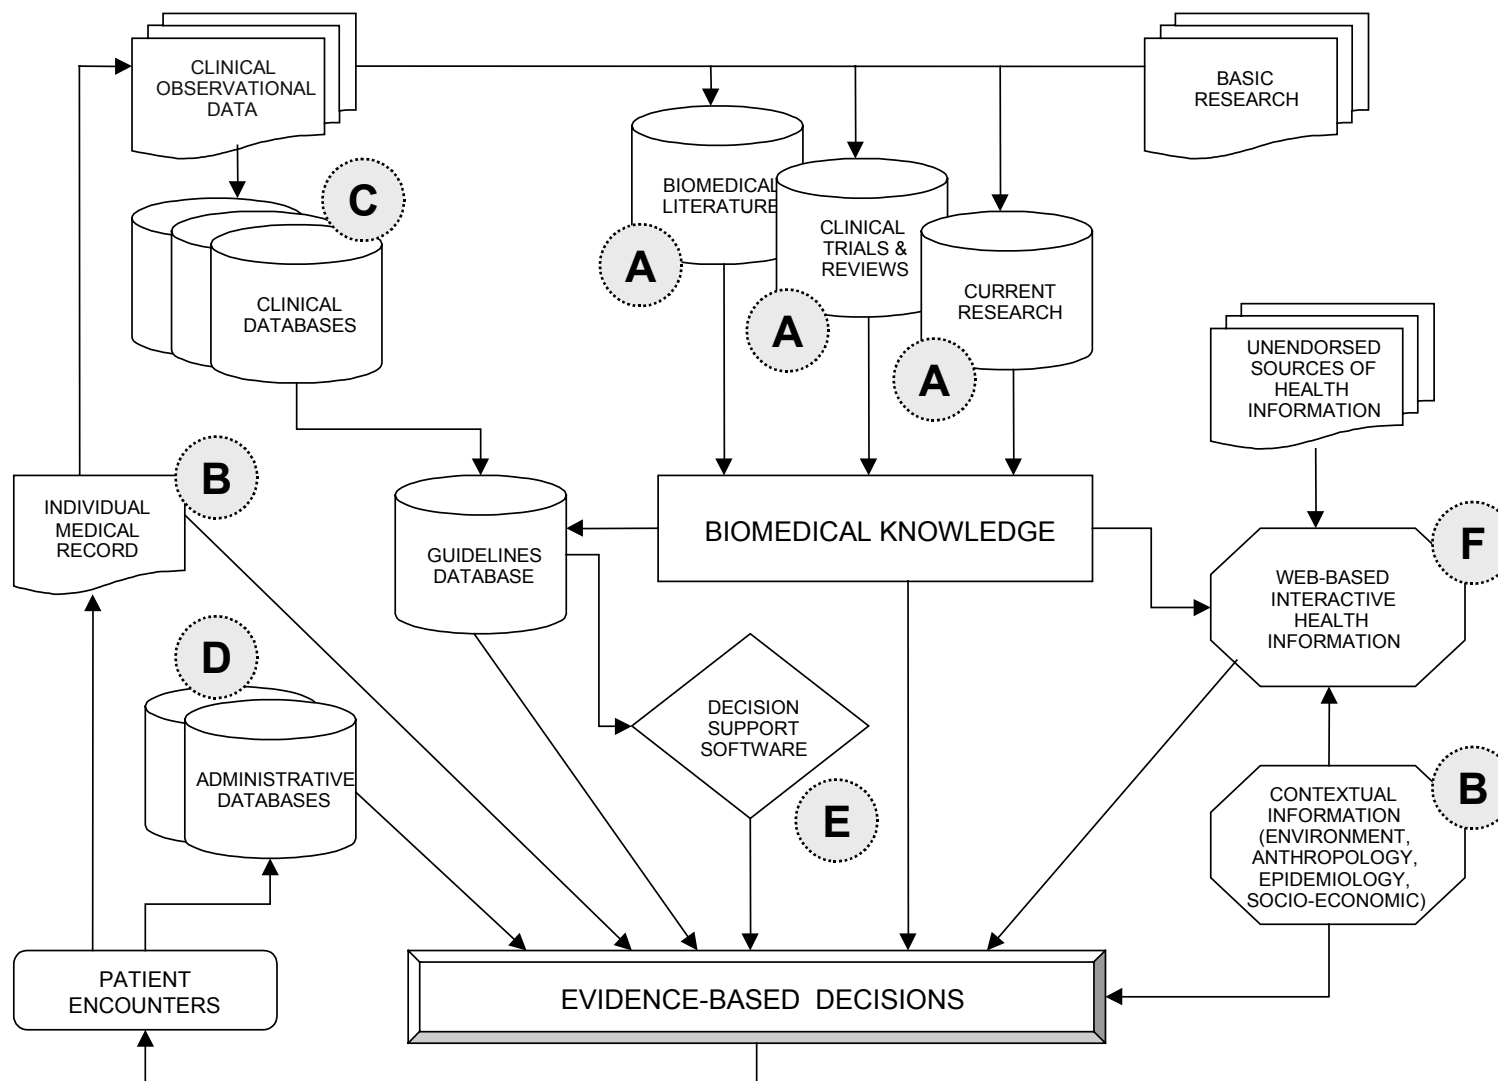 CLINICAL
OBSERVATIONAL
DATA
BASIC
RESEARCH
C
BIOMEDICAL
LITERATURE
A
CLINICAL
TRIALS &
REVIEWS
A
CURRENT
RESEARCH
A
CLINICAL
DATABASES
UNENDORSED
SOURCES OF
HEALTH
INFORMATION
B
INDIVIDUAL
MEDICAL
RECORD
GUIDELINES
DATABASE
BIOMEDICAL KNOWLEDGE
F
WEB-BASED
INTERACTIVE
HEALTH
INFORMATION
D
ADMINISTRATIVE
DATABASES
DECISION
SUPPORT
SOFTWARE
E
B
CONTEXTUAL
INFORMATION
(ENVIRONMENT,
ANTHROPOLOGY,
EPIDEMIOLOGY,
SOCIO-ECONOMIC)
PATIENT
ENCOUNTERS
EVIDENCE-BASED DECISIONS